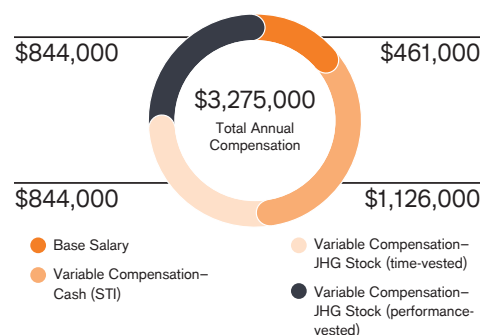 $844,000
$461,000
$3,275,000
Total Annual
Compensation
$844,000
$1,126,000
Base Salary
Variable Compensation–
Cash (STI)
Variable Compensation–
JHG Stock (time-vested)
Variable Compensation–
JHG Stock (performance-
vested)